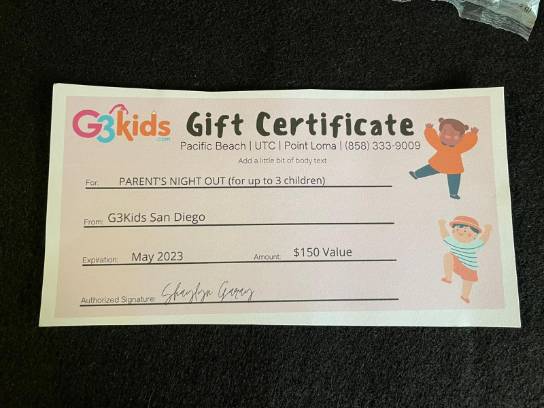 G3kids
.com
Gift Certificate
Pacific Beach | UTC | Point Loma | (858) 333-9009
Add a little bit of body text
For: PARENT'S NIGHT OUT (for up to 3 children)
From: G3Kids San Diego
Expiration: May 2023 Amount: $150 Value
Authorized Signature: Shaylyn Garay